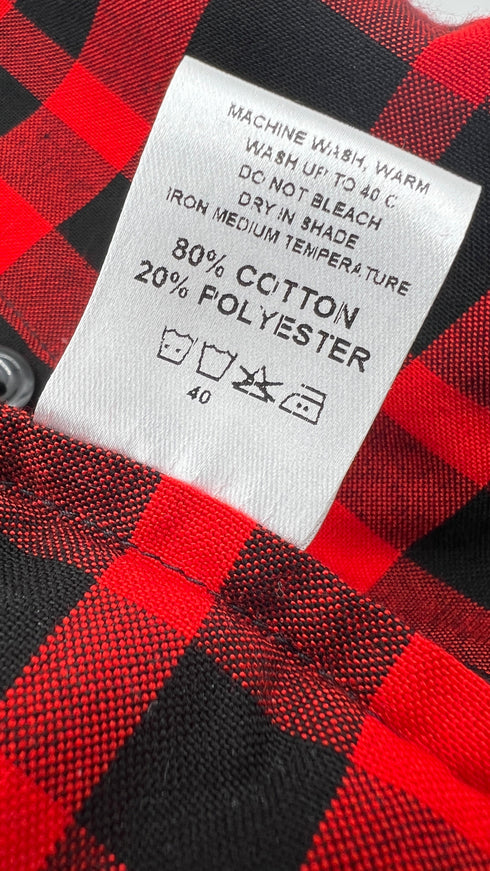 MACHINE WASH, WARM
WASH UP TO 40 C
DO NOT BLEACH
DRY IN SHADE
IRON MEDIUM TEMPERATURE
80% COTTON
20% POLYESTER
40